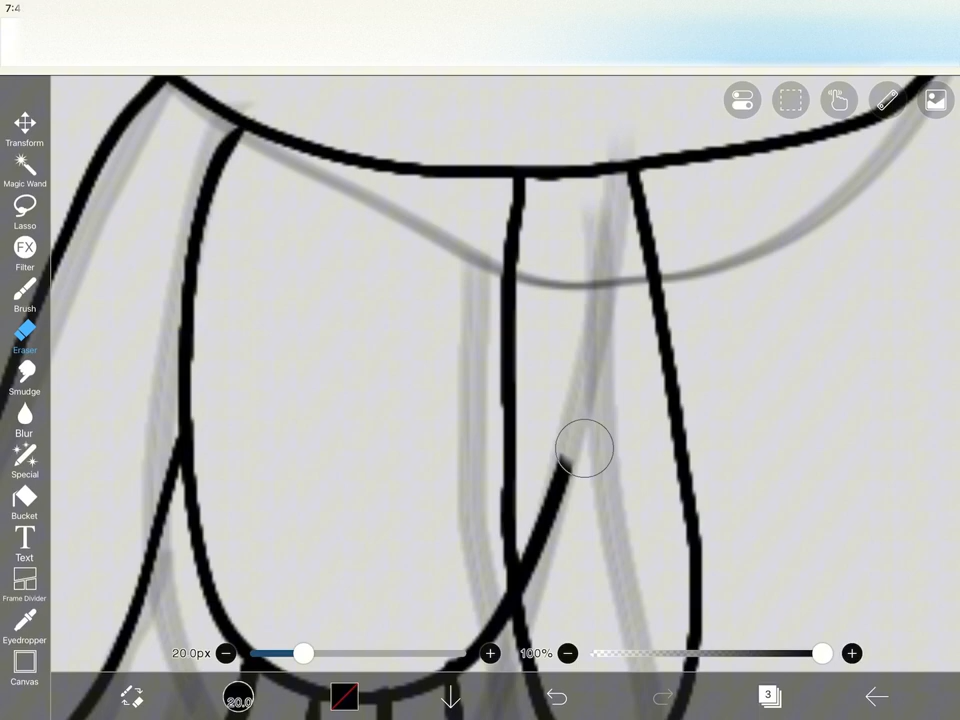 7:4
Transform
Magic Wand
Lasso
FX
Filter
Brush
Eraser
Smudge
Blur
Special
Bucket
T
Text
Frame Divider
Eyedropper
Canvas
20.0px
100%
20.0
3